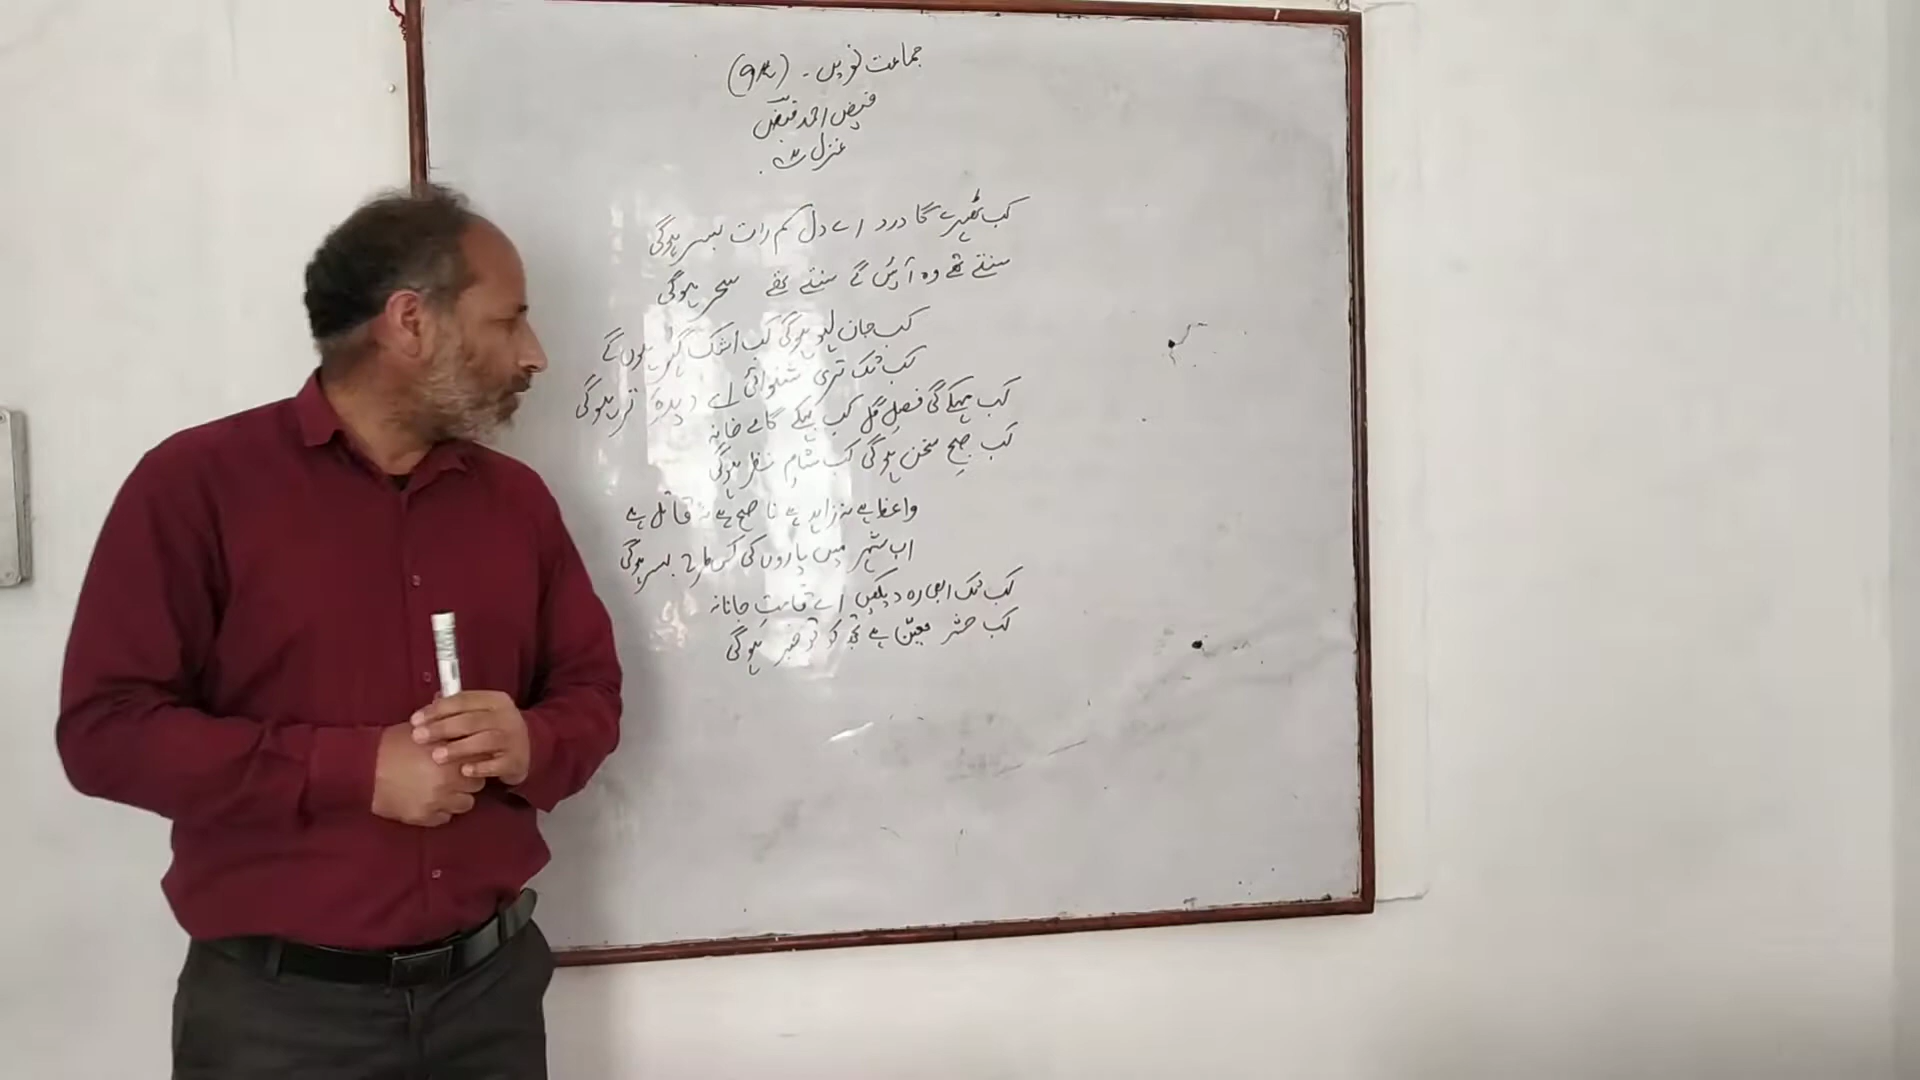 جماعت نویں۔ (9th)
فیض احمد فیض
غزل
کب ٹھہرے گا درد اے دل کب رات بسر ہوگی
سنتے تھے وہ آئیں گے سنتے تھے سحر ہوگی
کب جان لہو ہوگی کب اشک گہر ہوں گے
کب تک تری شنوائی اے دیدہ تر ہوگی
کب مہکے گی فصلِ گل کب بہکے گا مے خانہ
کب صبح سخن ہوگی کب شامِ نظر ہوگی
واعظ ہے نہ زاہد ہے ناصح ہے نہ قاتل ہے
اب شہر میں یاروں کی کس طرح بسر ہوگی
کب تک ابھی رہ دیکھیں اے قامتِ جانانہ
کب حشر معین ہے تجھ کو تو خبر ہوگی